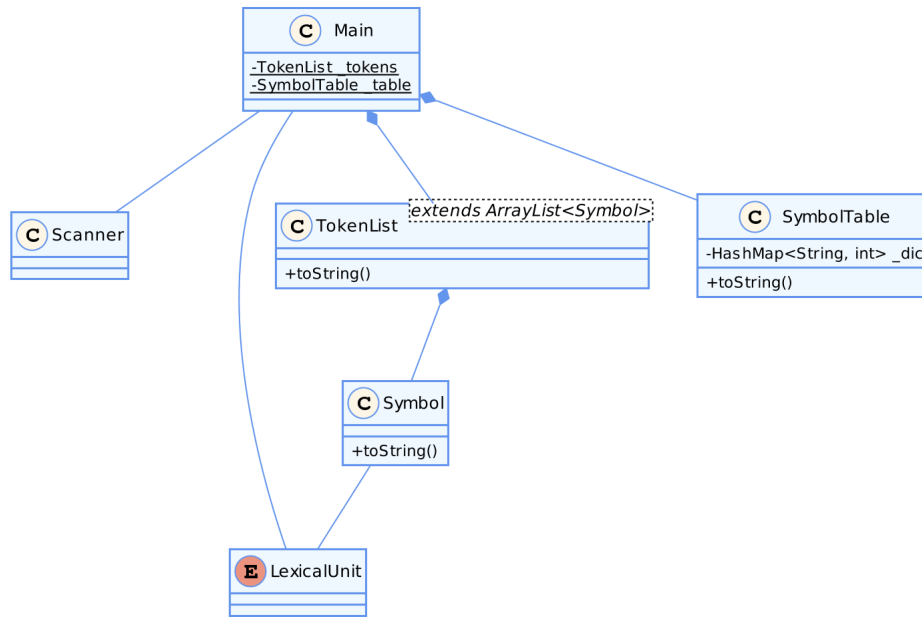 C Main
-TokenList _tokens
-SymbolTable _table
extends ArrayList<Symbol>
C Scanner
C TokenList
C SymbolTable
-HashMap<String, int> _dic
+toString()
+toString()
C Symbol
+toString()
E LexicalUnit